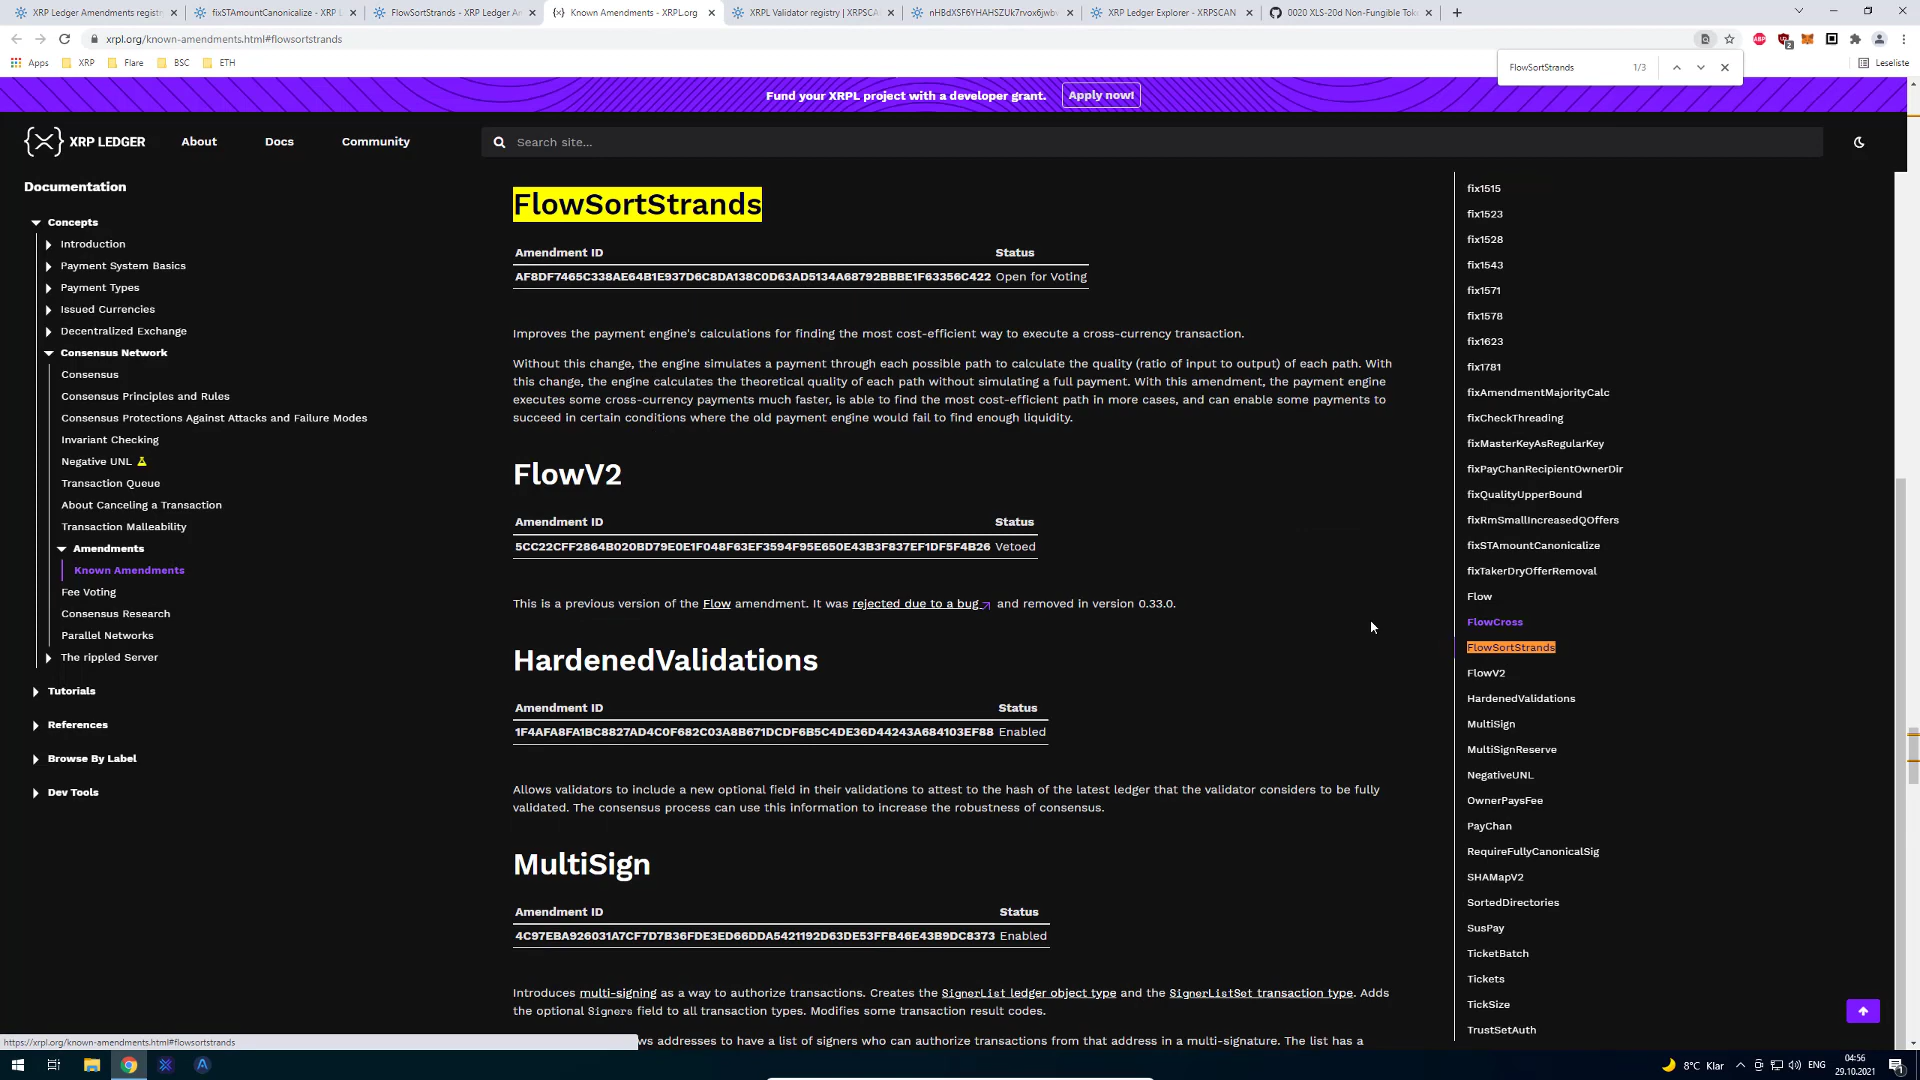 XRP Ledger Amendments registr
fixSTAmountCanonicalize - XRP L
FlowSortStrands - XRP Ledger Am
Known Amendments - XRPL.org
XRPL Validator registry | XRPSCA
nHBdXSF6YHAHSZUk7rvox6jwbv
XRP Ledger Explorer - XRPSCAN
0020 XLS-20d Non-Fungible Tok
xrpl.org/known-amendments.html#flowsortstrands
Apps
XRP
Flare
BSC
ETH
FlowSortStrands
1/3
Leseliste
Fund your XRPL project with a developer grant.
Apply now!
XRP LEDGER
About
Docs
Community
Search site...
Documentation
Concepts
Introduction
Payment System Basics
Payment Types
Issued Currencies
Decentralized Exchange
Consensus Network
Consensus
Consensus Principles and Rules
Consensus Protections Against Attacks and Failure Modes
Invariant Checking
Negative UNL
Transaction Queue
About Canceling a Transaction
Transaction Malleability
Amendments
Known Amendments
Fee Voting
Consensus Research
Parallel Networks
The rippled Server
Tutorials
References
Browse By Label
Dev Tools
FlowSortStrands
Amendment ID Status
AF8DF7465C338AE64B1E937D6C8DA138C0D63AD5134A68792BBBE1F63356C422 Open for Voting
Improves the payment engine's calculations for finding the most cost-efficient way to execute a cross-currency transaction.
Without this change, the engine simulates a payment through each possible path to calculate the quality (ratio of input to output) of each path. With
this change, the engine calculates the theoretical quality of each path without simulating a full payment. With this amendment, the payment engine
executes some cross-currency payments much faster, is able to find the most cost-efficient path in more cases, and can enable some payments to
succeed in certain conditions where the old payment engine would fail to find enough liquidity.
FlowV2
Amendment ID Status
5CC22CFF2864B020BD79E0E1F048F63EF3594F95E650E43B3F837EF1DF5F4B26 Vetoed
This is a previous version of the Flow amendment. It was rejected due to a bug and removed in version 0.33.0.
HardenedValidations
Amendment ID Status
1F4AFA8FA1BC8827AD4C0F682C03A8B671DCDF6B5C4DE36D44243A684103EF88 Enabled
Allows validators to include a new optional field in their validations to attest to the hash of the latest ledger that the validator considers to be fully
validated. The consensus process can use this information to increase the robustness of consensus.
MultiSign
Amendment ID Status
4C97EBA926031A7CF7D7B36FDE3ED66DDA5421192D63DE53FFB46E43B9DC8373 Enabled
Introduces multi-signing as a way to authorize transactions. Creates the SignerList ledger object type and the SignerListSet transaction type. Adds
the optional Signers field to all transaction types. Modifies some transaction result codes.
ws addresses to have a list of signers who can authorize transactions from that address in a multi-signature. The list has a
fix1515
fix1523
fix1528
fix1543
fix1571
fix1578
fix1623
fix1781
fixAmendmentMajorityCalc
fixCheckThreading
fixMasterKeyAsRegularKey
fixPayChanRecipientOwnerDir
fixQualityUpperBound
fixRmSmallIncreasedQOffers
fixSTAmountCanonicalize
fixTakerDryOfferRemoval
Flow
FlowCross
FlowSortStrands
FlowV2
HardenedValidations
MultiSign
MultiSignReserve
NegativeUNL
OwnerPaysFee
PayChan
RequireFullyCanonicalSig
SHAMapV2
SortedDirectories
SusPay
TicketBatch
Tickets
TickSize
TrustSetAuth
https://xrpl.org/known-amendments.html#flowsortstrands
8°C Klar
ENG
04:56
29.10.2021